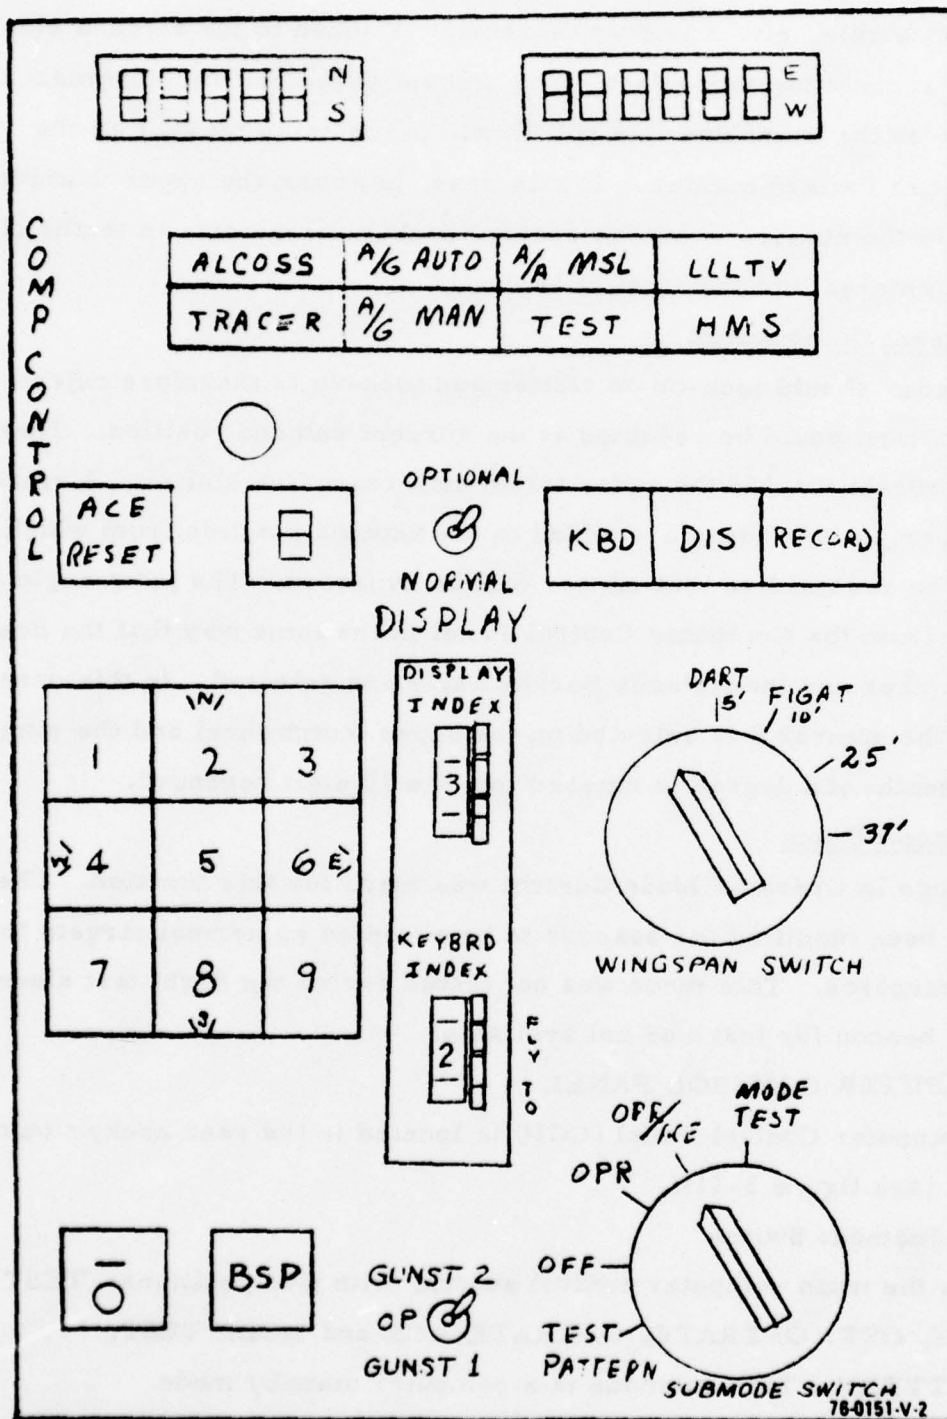 N
S
E
W
COMP CONTROL
ALCOSS A/G AUTO A/A MSL LLLTV
TRACER A/G MAN TEST HMS
OPTIONAL
ACE
RESET
KBD DIS RECORD
NORMAL
DISPLAY
DISPLAY
INDEX
DART
15'
FIGAT
10'
25'
37'
3
N
1 2 3
W 4 5 6 E
7 8 9
S
WINGSPAN SWITCH
KEYBRD
INDEX
2
FLY TO
OFF/
MODE
TEST
OPR
OFF
TEST
PATTERN
SUBMODE SWITCH
—
0
BSP
GUNST 2
OP
GUNST 1
76-0151-V-2